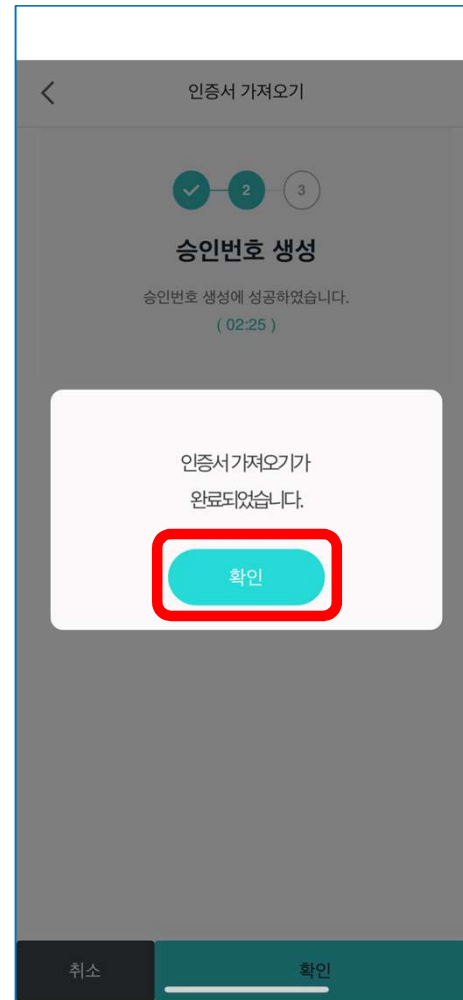 인증서 가져오기
2
3
승인번호 생성
승인번호 생성에 성공하였습니다.
( 02:25 )
인증서 가져오기가
완료되었습니다.
확인
취소
확인